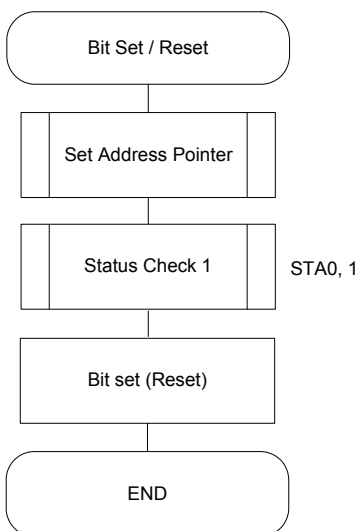 Bit Set / Reset
Set Address Pointer
Status Check 1
STA0, 1
Bit set (Reset)
END